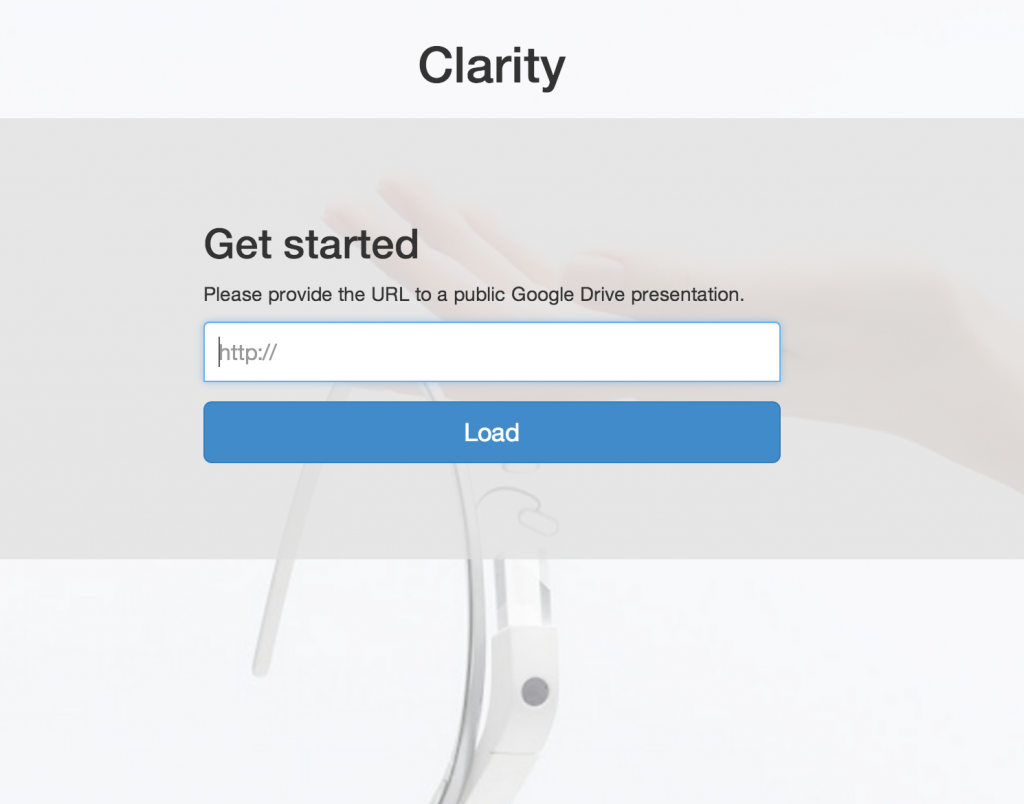 Clarity
Get started
Please provide the URL to a public Google Drive presentation.
http://
Load